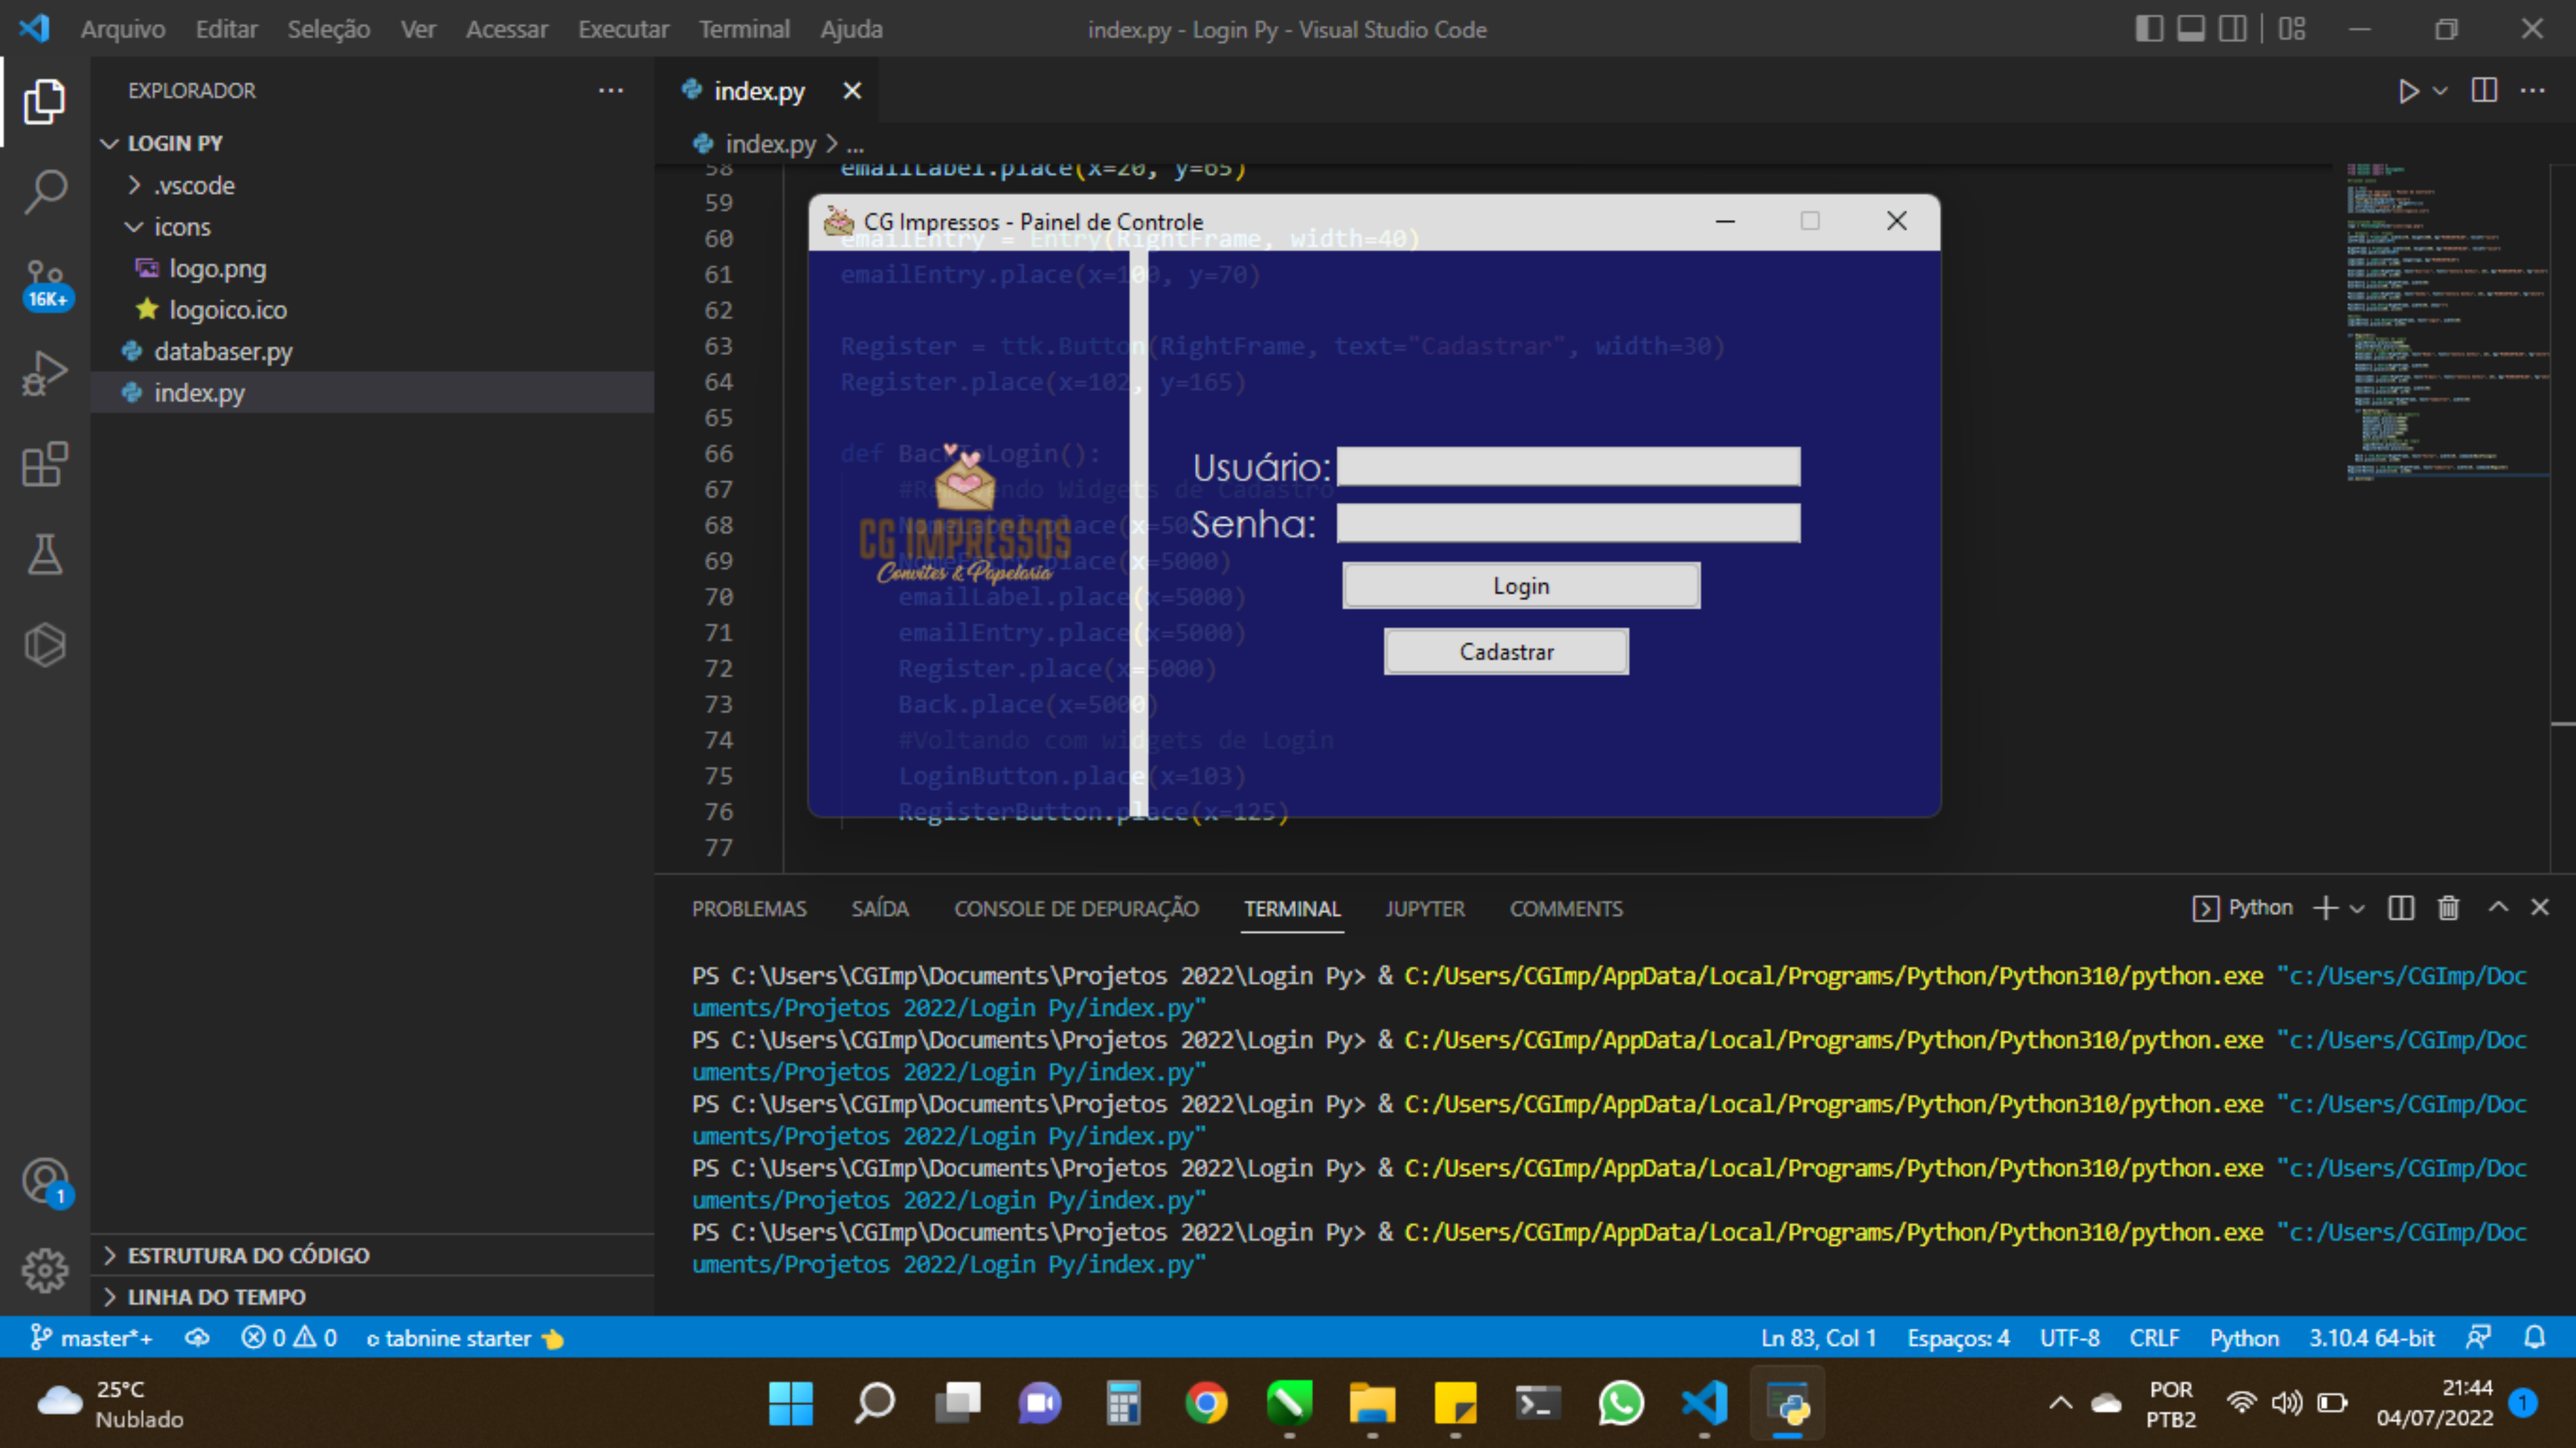 Arquivo Editar Seleção Ver Acessar Executar Terminal Ajuda
index.py - Login Py - Visual Studio Code
EXPLORADOR
LOGIN PY
.vscode
icons
logo.png
logoico.ico
databaser.py
index.py
16K+
1
ESTRUTURA DO CÓDIGO
LINHA DO TEMPO
index.py
index.py > ...
58 emailLabel.place(x=20, y=65)
59
60 emailEntry = Entry(RightFrame, width=40)
61 emailEntry.place(x=100, y=70)
62
63 Register = ttk.Button(RightFrame, text="Cadastrar", width=30)
64 Register.place(x=102, y=165)
65
66 def BackToLogin():
67 #Removendo Widgets de Cadastro
68 NomeLabel.place(x=5000)
69 NomeEntry.place(x=5000)
70 emailLabel.place(x=5000)
71 emailEntry.place(x=5000)
72 Register.place(x=5000)
73 Back.place(x=5000)
74 #Voltando com widgets de Login
75 LoginButton.place(x=103)
76 RegisterButton.place(x=125)
77
CG Impressos - Painel de Controle
CG IMPRESSOS
Convites & Papelaria
Usuário:
Senha:
Login
Cadastrar
PROBLEMAS SAÍDA CONSOLE DE DEPURAÇÃO TERMINAL JUPYTER COMMENTS
Python
PS C:\Users\CGImp\Documents\Projetos 2022\Login Py> & C:/Users/CGImp/AppData/Local/Programs/Python/Python310/python.exe "c:/Users/CGImp/Doc
uments/Projetos 2022/Login Py/index.py"
PS C:\Users\CGImp\Documents\Projetos 2022\Login Py> & C:/Users/CGImp/AppData/Local/Programs/Python/Python310/python.exe "c:/Users/CGImp/Doc
uments/Projetos 2022/Login Py/index.py"
PS C:\Users\CGImp\Documents\Projetos 2022\Login Py> & C:/Users/CGImp/AppData/Local/Programs/Python/Python310/python.exe "c:/Users/CGImp/Doc
uments/Projetos 2022/Login Py/index.py"
PS C:\Users\CGImp\Documents\Projetos 2022\Login Py> & C:/Users/CGImp/AppData/Local/Programs/Python/Python310/python.exe "c:/Users/CGImp/Doc
uments/Projetos 2022/Login Py/index.py"
PS C:\Users\CGImp\Documents\Projetos 2022\Login Py> & C:/Users/CGImp/AppData/Local/Programs/Python/Python310/python.exe "c:/Users/CGImp/Doc
uments/Projetos 2022/Login Py/index.py"
master*+ 0 0 tabnine starter
Ln 83, Col 1 Espaços: 4 UTF-8 CRLF Python 3.10.4 64-bit
25°C
Nublado
POR
PTB2
21:44
04/07/2022
1